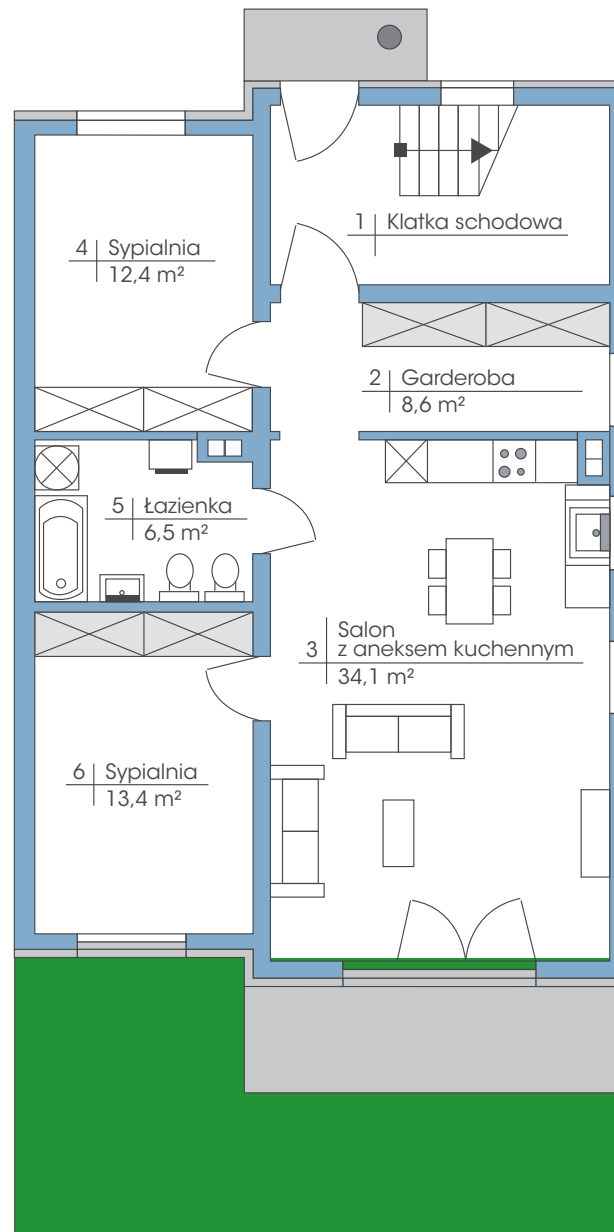 1 Klatka schodowa
4 Sypialnia
12,4 m²
2 Garderoba
8,6 m²
5 Łazienka
6,5 m²
3 Salon
z aneksem kuchennym
34,1 m²
6 Sypialnia
13,4 m²